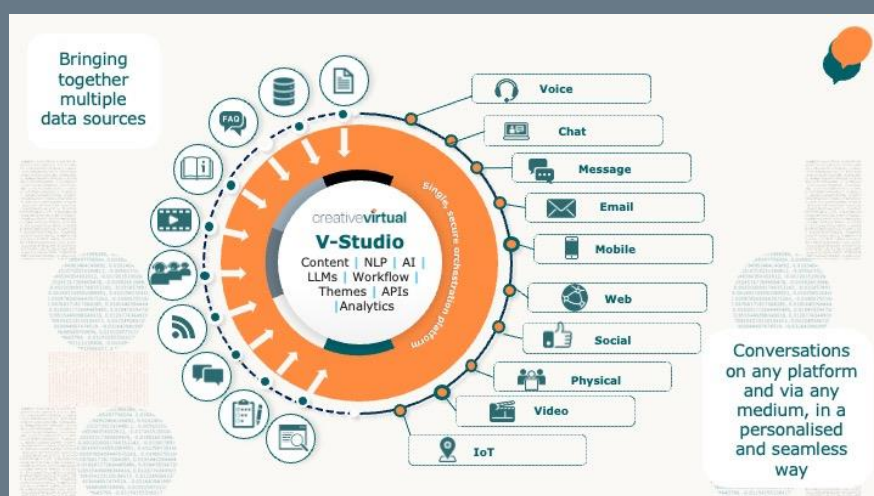 Bringing
together
multiple
data sources
FAQ
creativevirtual
V-Studio
Content | NLP | AI |
LLMs | Workflow |
Themes | APIs
|Analytics
Single, secure orchestration platform
Voice
Chat
Message
Email
Mobile
Web
Social
Physical
Video
IoT
Conversations
on any platform
and via any
medium, in a
personalised
and seamless
way